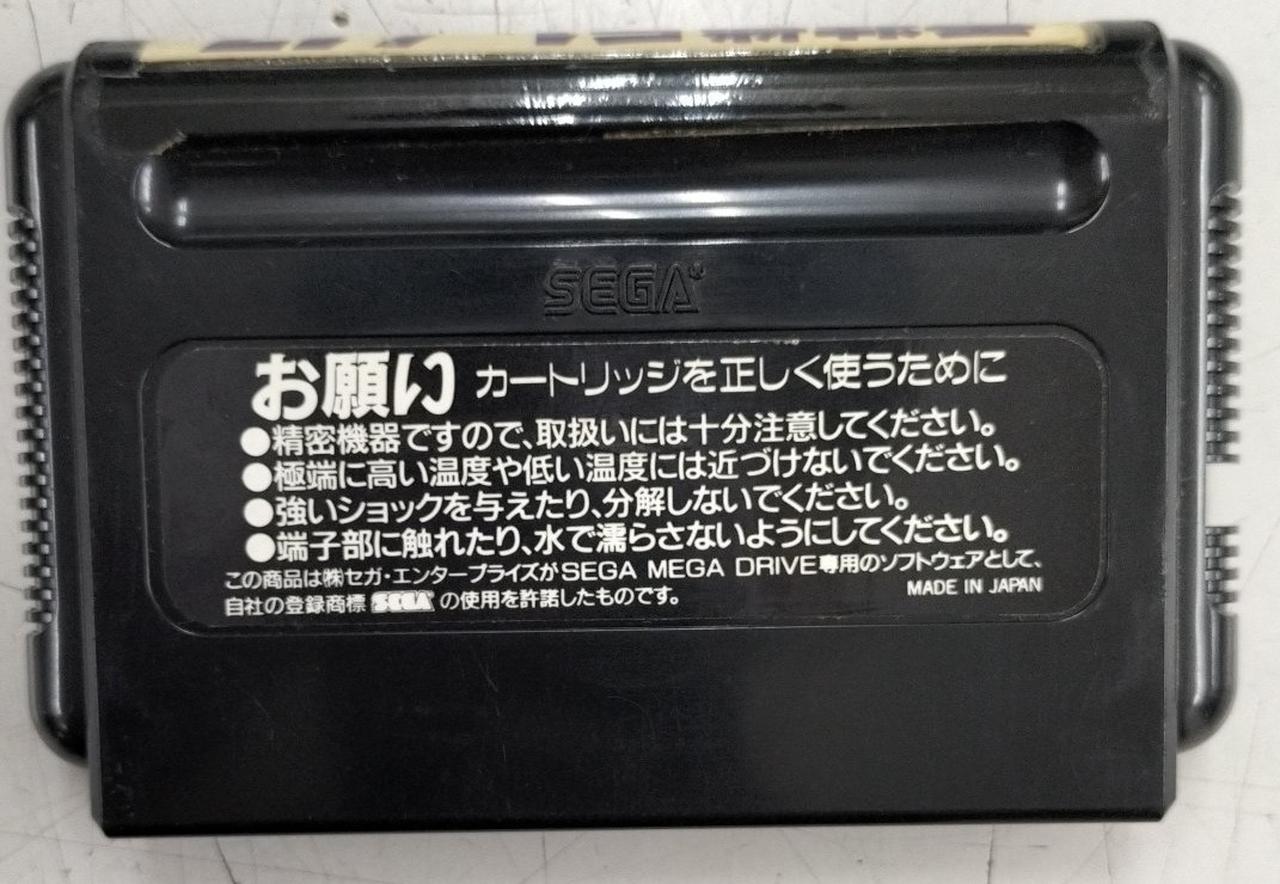 SEGA
お願い カートリッジを正しく使うために
●精密機器ですので、取扱いには十分注意してください。
●極端に高い温度や低い温度には近づけないでください。
●強いショックを与えたり、分解しないでください。
●端子部に触れたり、水で濡らさないようにしてください。
この商品は㈱セガ・エンタープライゼスがSEGA MEGA DRIVE専用のソフトウェアとして、
自社の登録商標 SEGA の使用を許諾したものです。
MADE IN JAPAN